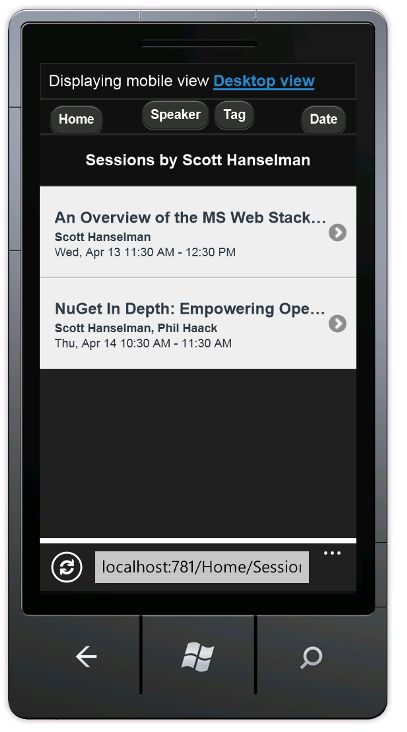 Displaying mobile view Desktop view
Home Speaker Tag Date
Sessions by Scott Hanselman
An Overview of the MS Web Stack…
Scott Hanselman
Wed, Apr 13 11:30 AM - 12:30 PM
NuGet In Depth: Empowering Ope…
Scott Hanselman, Phil Haack
Thu, Apr 14 10:30 AM - 11:30 AM
localhost:781/Home/Session